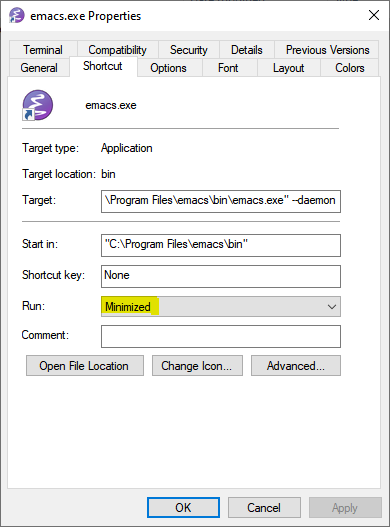 emacs.exe Properties
Terminal Compatibility Security Details Previous Versions
General Shortcut Options Font Layout Colors
emacs.exe
Target type: Application
Target location: bin
Target: \Program Files\emacs\bin\emacs.exe" --daemon
Start in: "C:\Program Files\emacs\bin"
Shortcut key: None
Run: Minimized
Comment:
Open File Location Change Icon... Advanced...
OK Cancel Apply